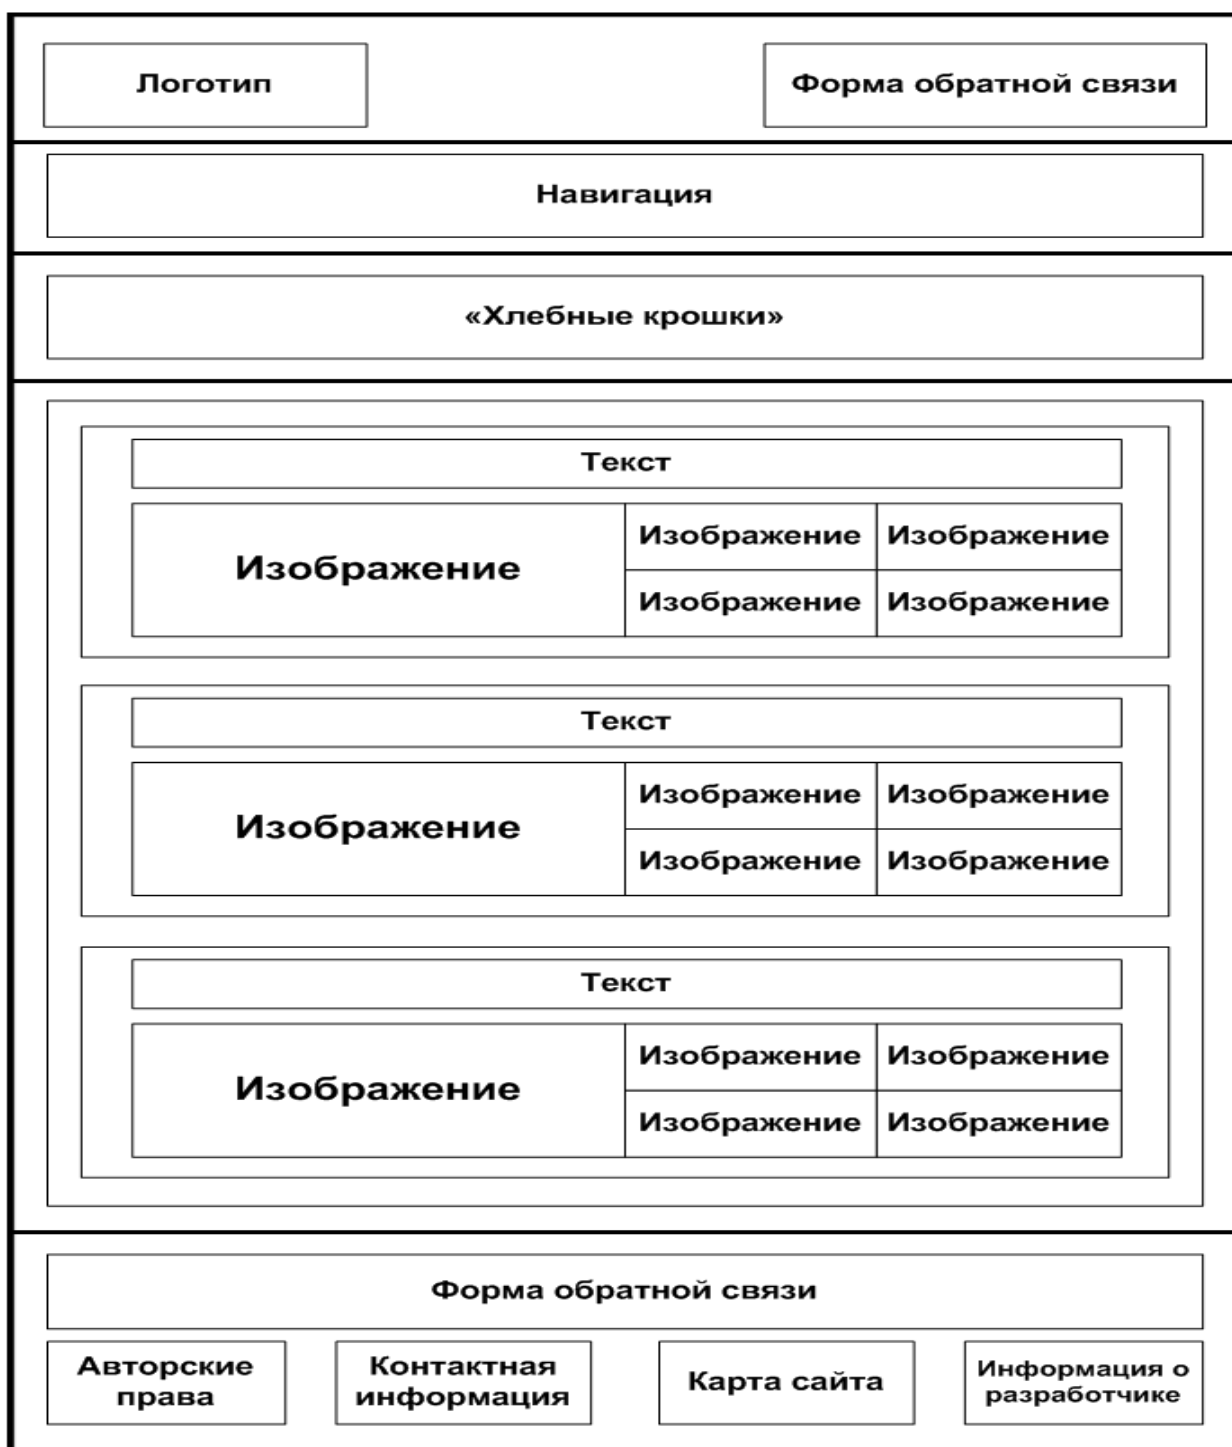 Логотип
Форма обратной связи
Навигация
«Хлебные крошки»
Текст
Изображение
Изображение Изображение
Изображение Изображение
Текст
Изображение
Изображение Изображение
Изображение Изображение
Текст
Изображение
Изображение Изображение
Изображение Изображение
Форма обратной связи
Авторские
права
Контактная
информация
Карта сайта
Информация о
разработчике